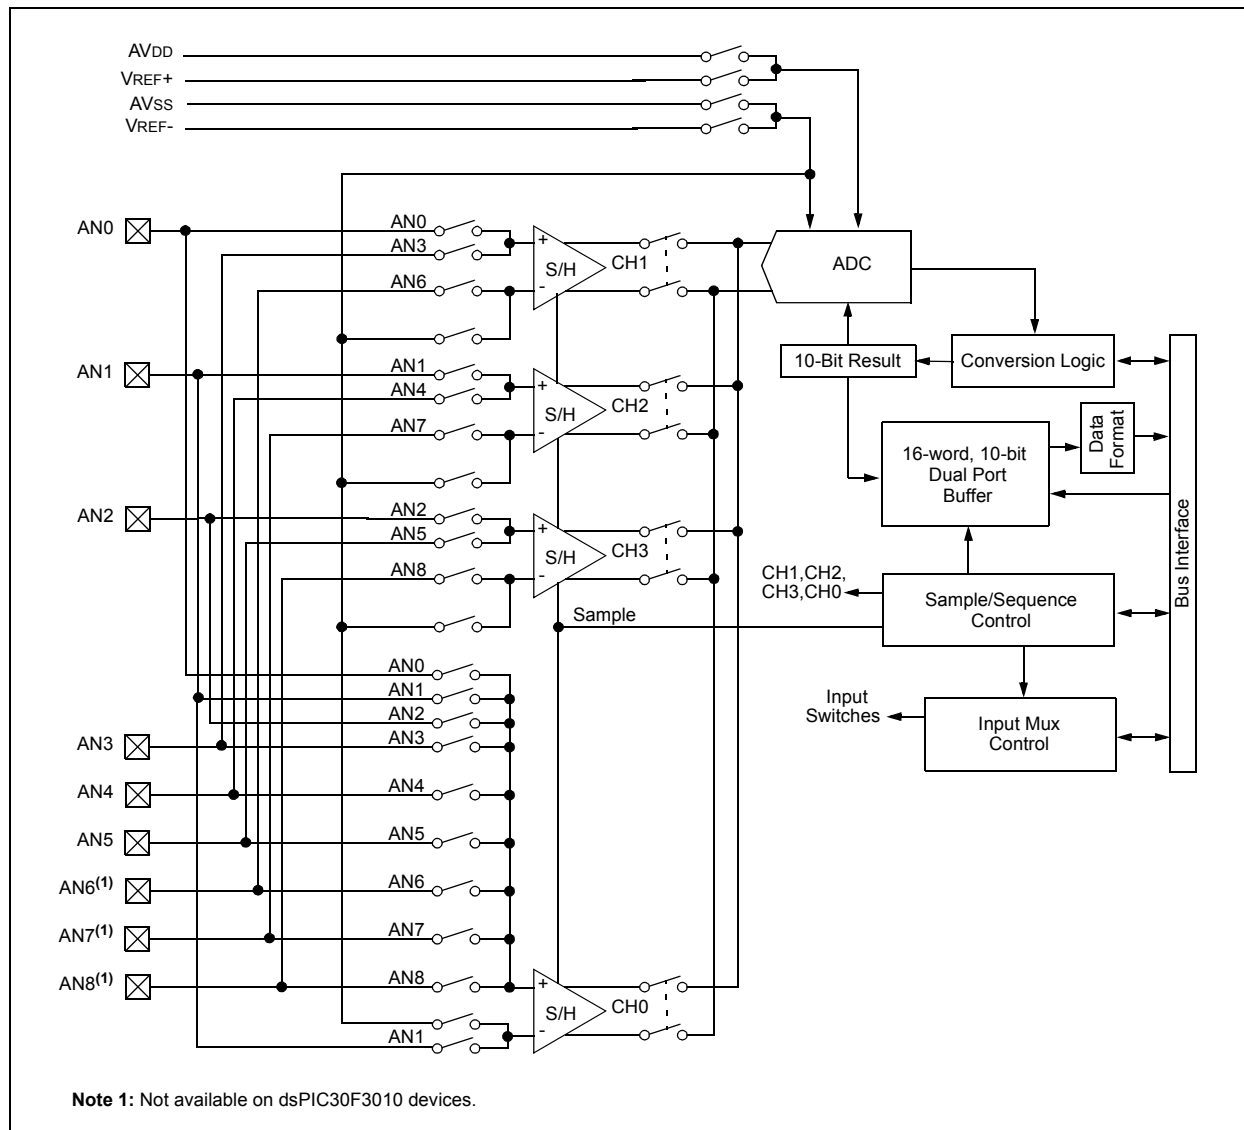 AVDD
VREF+
AVSS
VREF-
AN0
AN0
AN3
AN6
+
S/H
-
CH1
ADC
AN1
AN1
AN4
AN7
+
S/H
-
CH2
10-Bit Result
Conversion Logic
16-word, 10-bit
Dual Port
Buffer
Data
Format
Bus Interface
AN2
AN2
AN5
AN8
+
S/H
-
CH3
CH1,CH2,
CH3,CH0
Sample/Sequence
Control
Sample
Input
Switches
Input Mux
Control
AN0
AN1
AN2
AN3
AN3
AN4
AN4
AN5
AN5
AN6(1)
AN6
AN7(1)
AN7
AN8(1)
AN8
AN1
+
S/H
-
CH0
Note 1: Not available on dsPIC30F3010 devices.